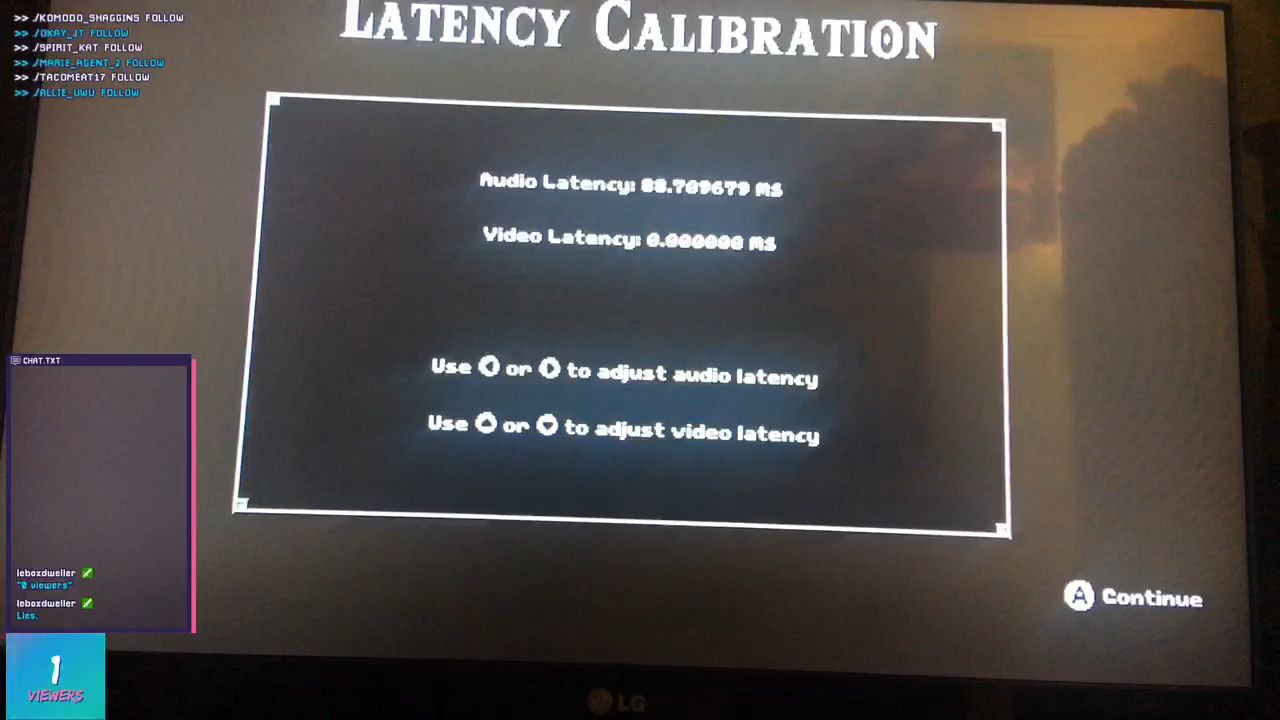 >> ./KOMODO_SHAGGINS FOLLOW
>> ./OKAY_JT FOLLOW
>> ./SPIRIT_KAT FOLLOW
>> ./MARIE_AGENT_2 FOLLOW
>> ./TACOMEAT17 FOLLOW
>> ./ALLIE_UWU FOLLOW
LATENCY CALIBRATION
Audio Latency: 88.709679 MS
Video Latency: 0.000000 MS
Use or to adjust audio latency
Use or to adjust video latency
A Continue
CHAT.TXT
leboxdweller
"0 viewers"
leboxdweller
Lies.
1
VIEWERS
LG